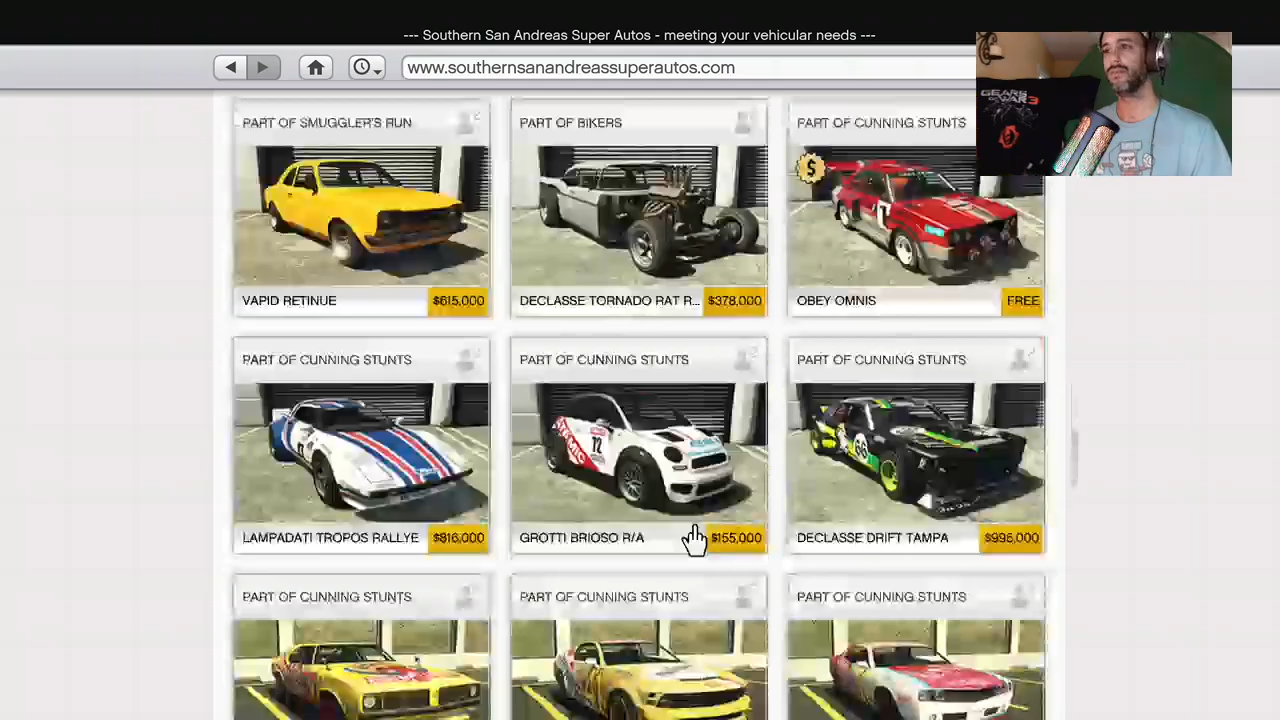 --- Southern San Andreas Super Autos - meeting your vehicular needs ---
www.southernsanandreassuperautos.com
PART OF SMUGGLER'S RUN
PART OF BIKERS
PART OF CUNNING STUNTS
GEARS OF WAR 3
$
VAPID RETINUE
$615,000
DECLASSE TORNADO RAT R...
$378,000
OBEY OMNIS
FREE
PART OF CUNNING STUNTS
PART OF CUNNING STUNTS
PART OF CUNNING STUNTS
12
66
LAMPADATI TROPOS RALLYE
$816,000
GROTTI BRIOSO R/A
$155,000
DECLASSE DRIFT TAMPA
$995,000
PART OF CUNNING STUNTS
PART OF CUNNING STUNTS
PART OF CUNNING STUNTS